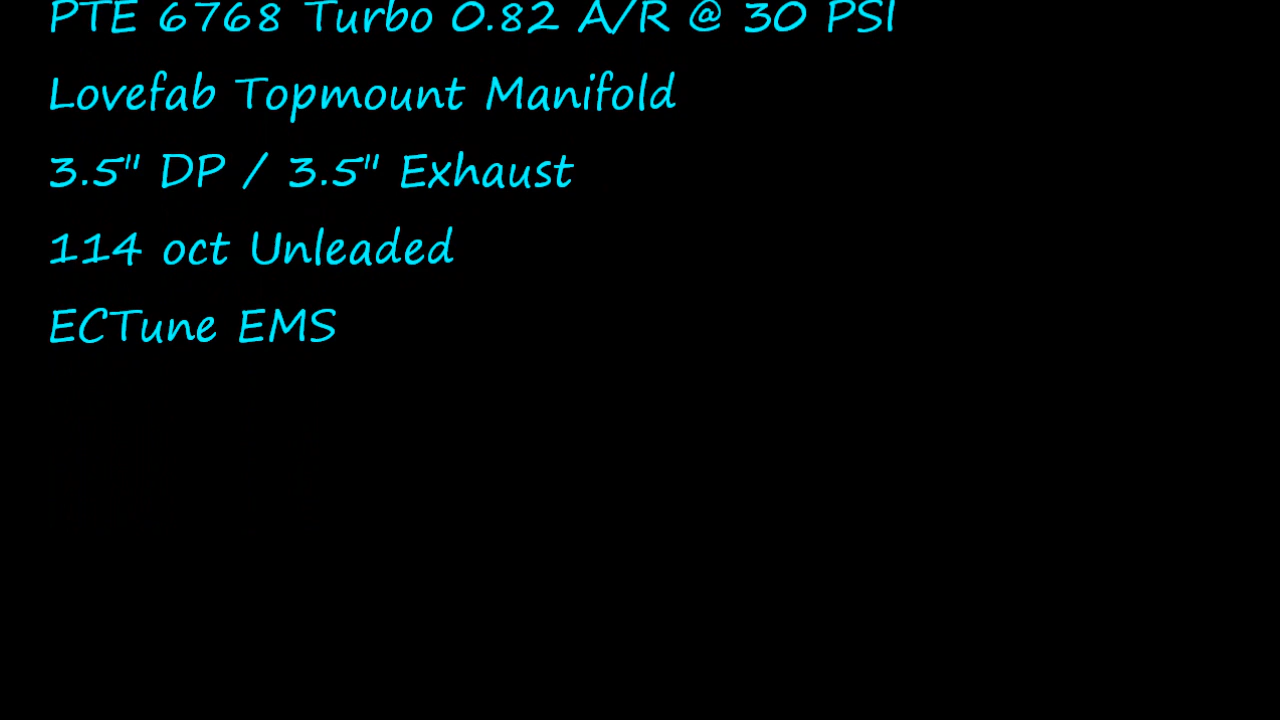 PTE 6768 Turbo 0.82 A/R @ 30 PSI
Lovefab Topmount Manifold
3.5" DP / 3.5" Exhaust
114 oct Unleaded
ECTune EMS